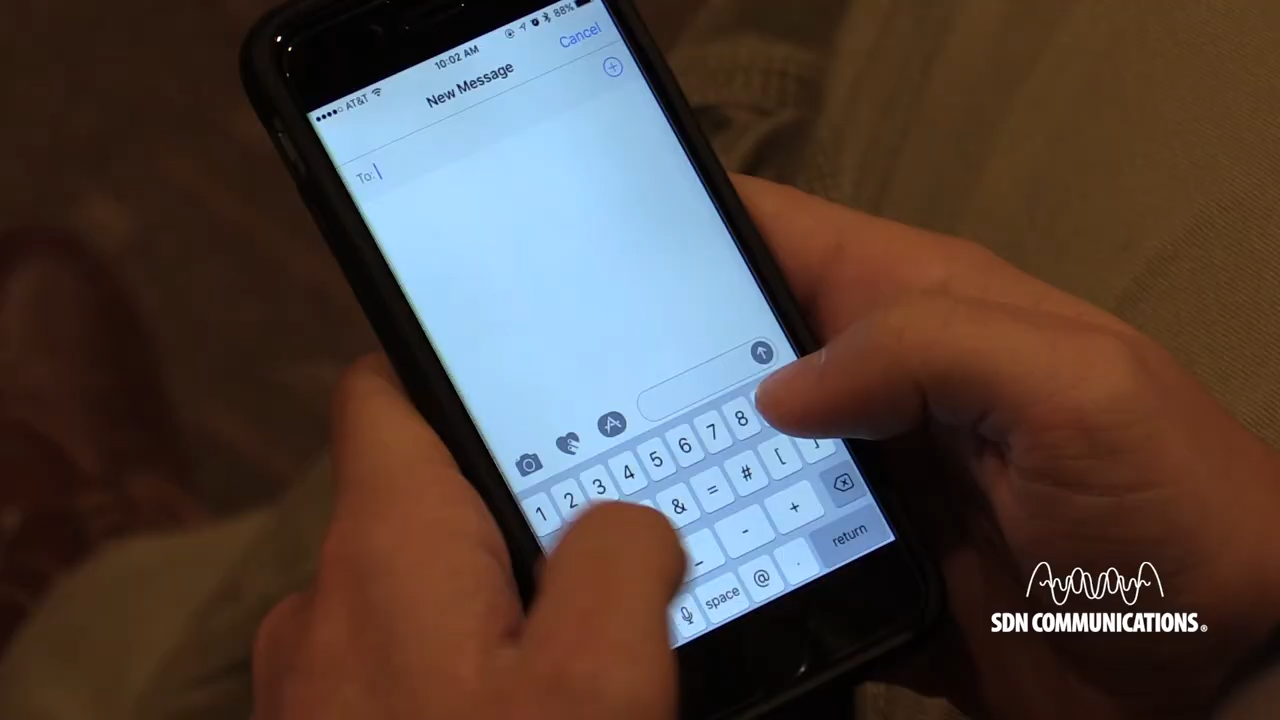 AT&T 10:02 AM 88%
New Message Cancel
To:
1 2 3 4 5 6 7 8
& = # [ ]
_ - +
space @ . return
SDN COMMUNICATIONS®